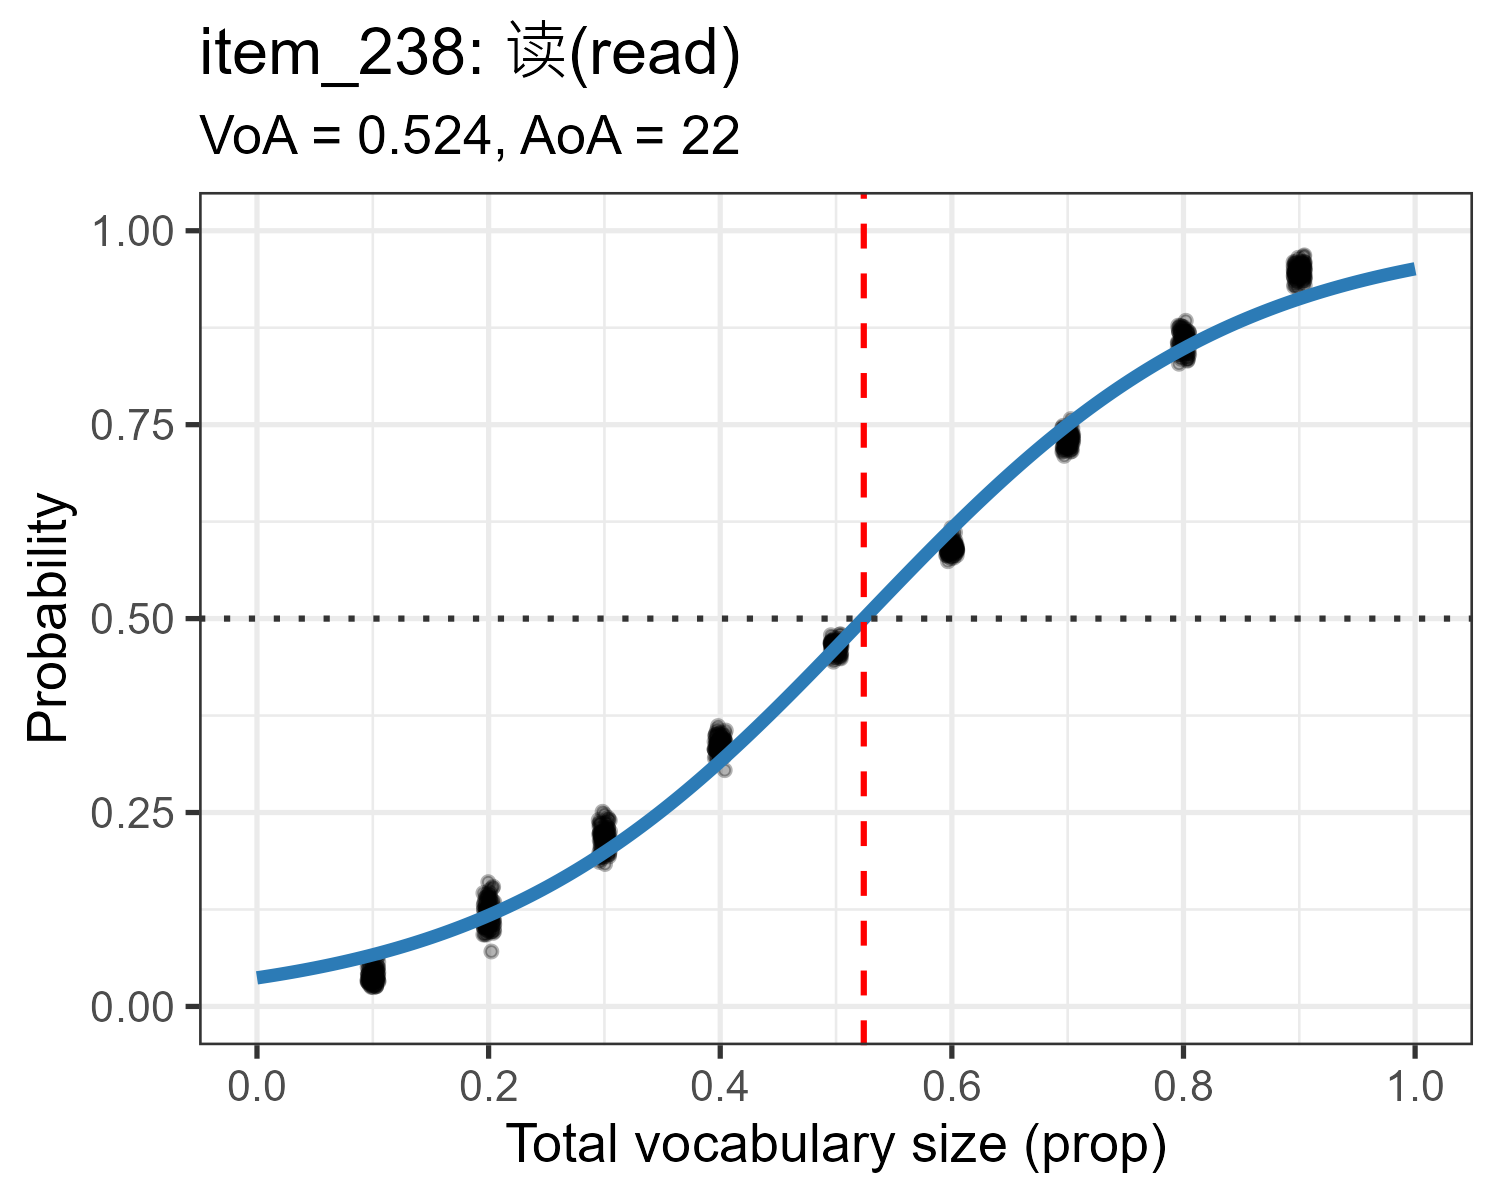 item_238: 读(read)
VoA = 0.524, AoA = 22
1.00
0.75
0.50
0.25
0.00
Probability
0.0 0.2 0.4 0.6 0.8 1.0
Total vocabulary size (prop)